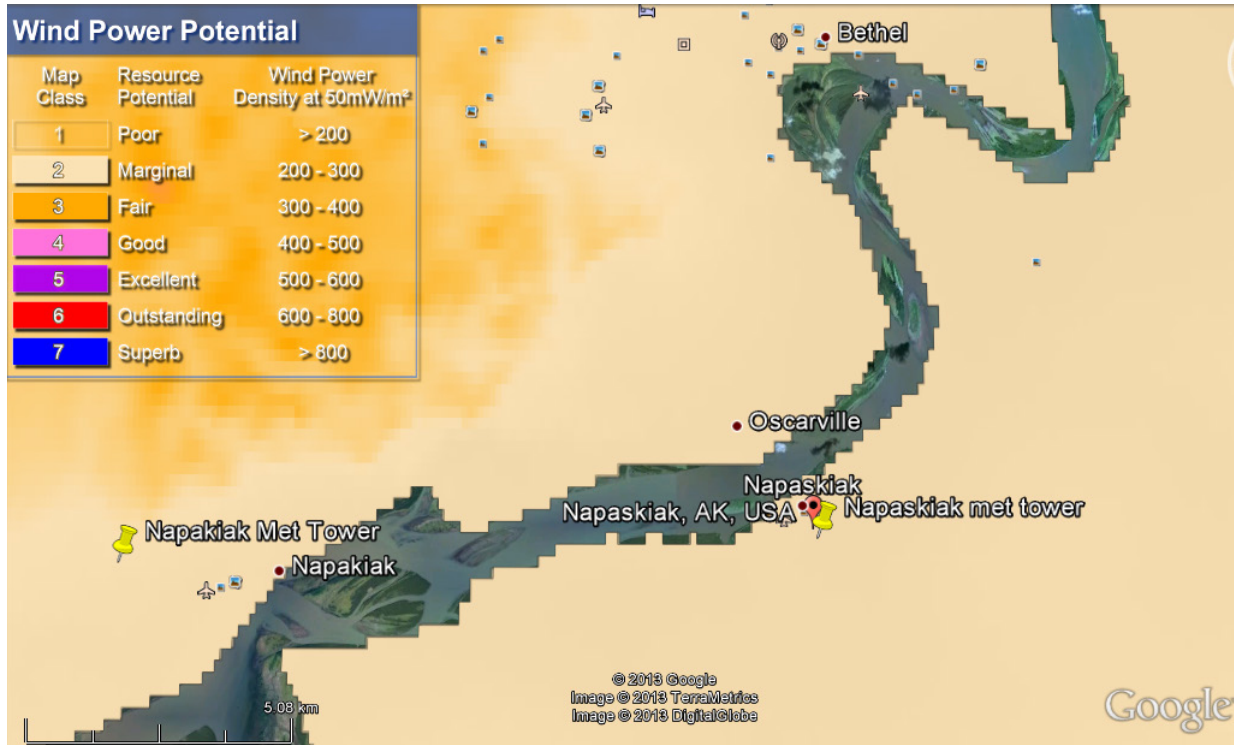 Wind Power Potential
Map Class
Resource Potential
Wind Power Density at 50mW/m²
1 Poor > 200
2 Marginal 200 - 300
3 Fair 300 - 400
4 Good 400 - 500
5 Excellent 500 - 600
6 Outstanding 600 - 800
7 Superb > 800
Bethel
Oscarville
Napaskiak
Napaskiak, AK, USA
Napaskiak met tower
Napakiak Met Tower
Napakiak
© 2013 Google
Image © 2013 TerraMetrics
Image © 2013 DigitalGlobe
5.08 km
Google